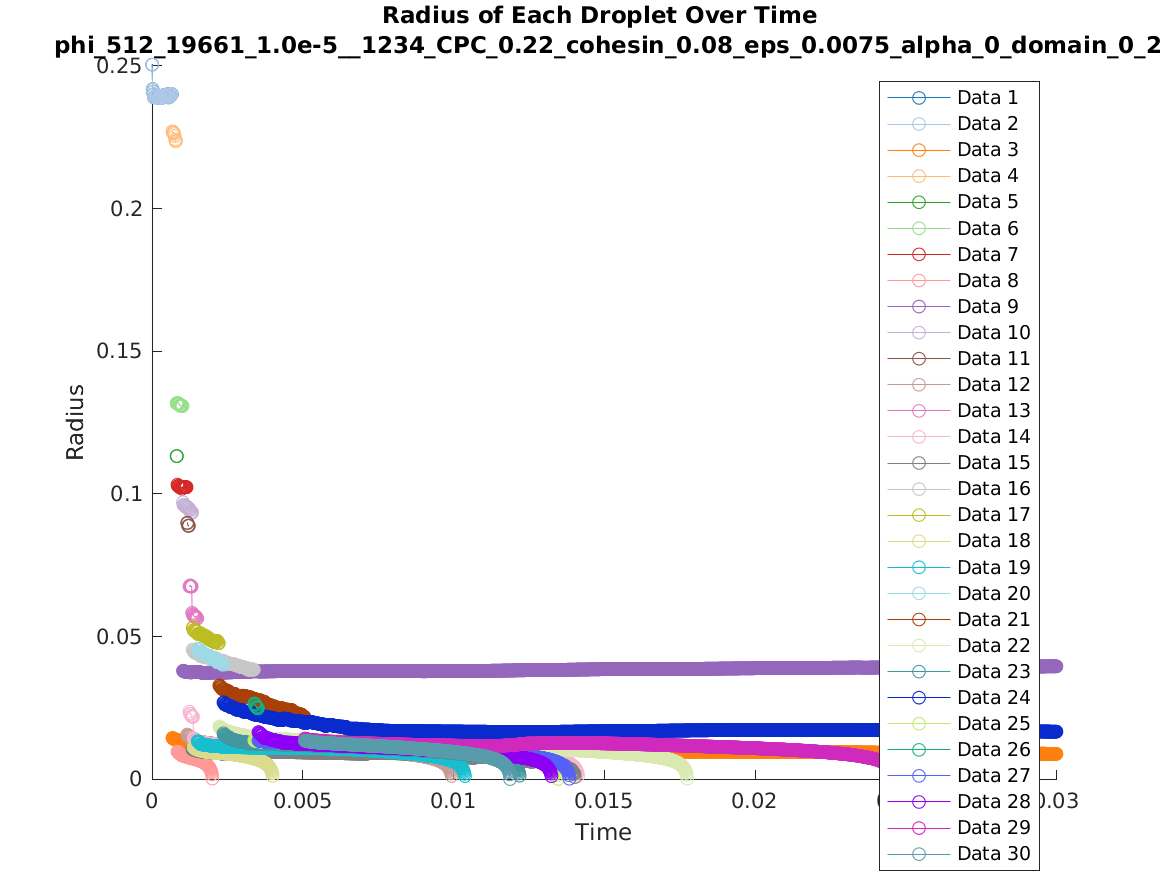 Radius of Each Droplet Over Time
phi_512_19661_1.0e-5__1234_CPC_0.22_cohesin_0.08_eps_0.0075_alpha_0_domain_0_2
0.25
0.2
0.15
0.1
0.05
0
Radius
0 0.005 0.01 0.015 0.02 0.03
Time
Data 1
Data 2
Data 3
Data 4
Data 5
Data 6
Data 7
Data 8
Data 9
Data 10
Data 11
Data 12
Data 13
Data 14
Data 15
Data 16
Data 17
Data 18
Data 19
Data 20
Data 21
Data 22
Data 23
Data 24
Data 25
Data 26
Data 27
Data 28
Data 29
Data 30